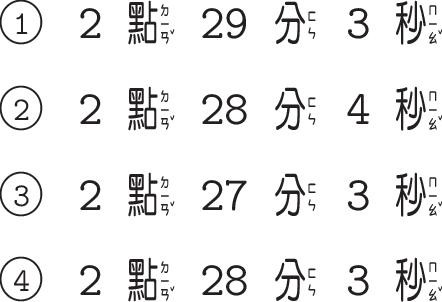 ① 2 點ㄉㄧㄢˇ 29 分ㄈㄣ 3 秒ㄇㄧㄠˇ
② 2 點ㄉㄧㄢˇ 28 分ㄈㄣ 4 秒ㄇㄧㄠˇ
③ 2 點ㄉㄧㄢˇ 27 分ㄈㄣ 3 秒ㄇㄧㄠˇ
④ 2 點ㄉㄧㄢˇ 28 分ㄈㄣ 3 秒ㄇㄧㄠˇ